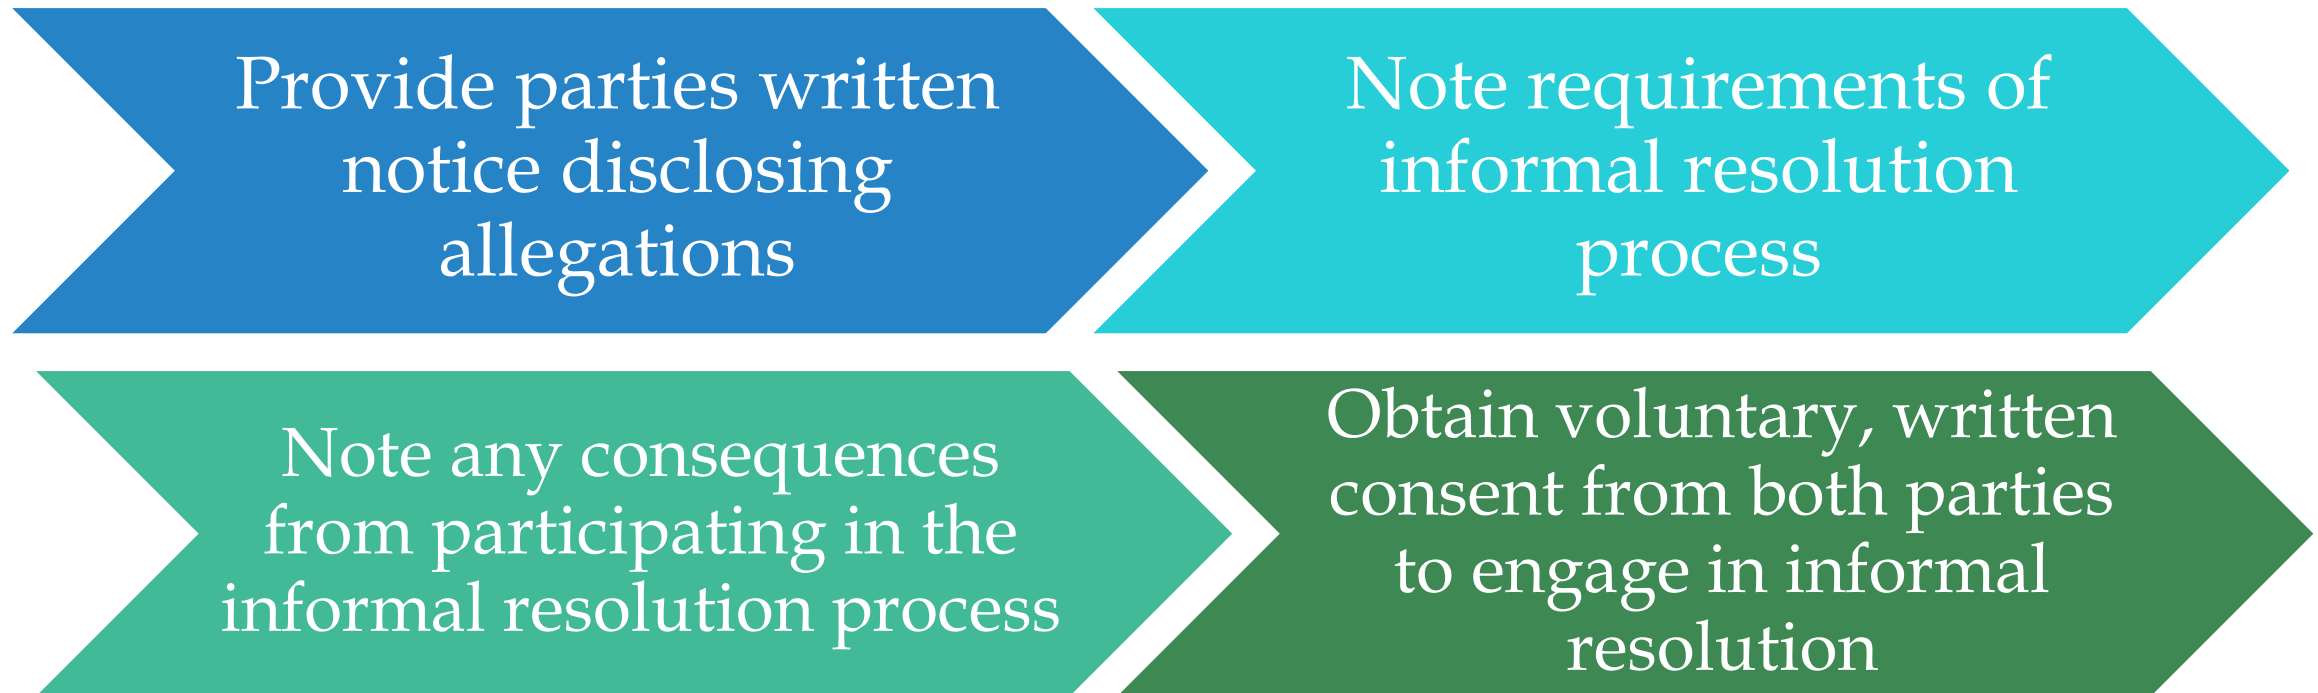 Provide parties written
notice disclosing
allegations
Note requirements of
informal resolution
process
Note any consequences
from participating in the
informal resolution process
Obtain voluntary, written
consent from both parties
to engage in informal
resolution